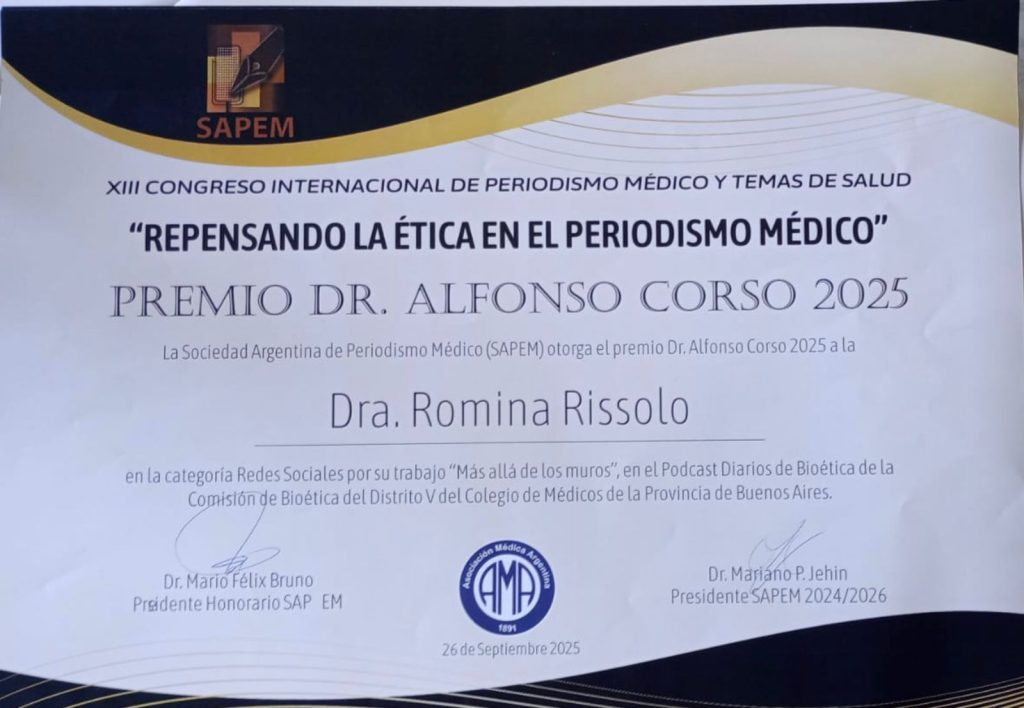 SAPEM
XIII CONGRESO INTERNACIONAL DE PERIODISMO MÉDICO Y TEMAS DE SALUD
“REPENSANDO LA ÉTICA EN EL PERIODISMO MÉDICO”
PREMIO DR. ALFONSO CORSO 2025
La Sociedad Argentina de Periodismo Médico (SAPEM) otorga el premio Dr. Alfonso Corso 2025 a la
Dra. Romina Rissolo
en la categoría Redes Sociales por su trabajo “Más allá de los muros”, en el Podcast Diarios de Bioética de la
Comisión de Bioética del Distrito V del Colegio de Médicos de la Provincia de Buenos Aires.
Dr. Mario Félix Bruno
Presidente Honorario SAP EM
Asociación Médica Argentina
AMA
1891
Dr. Mariano P. Jehin
Presidente SAPEM 2024/2026
26 de Septiembre 2025